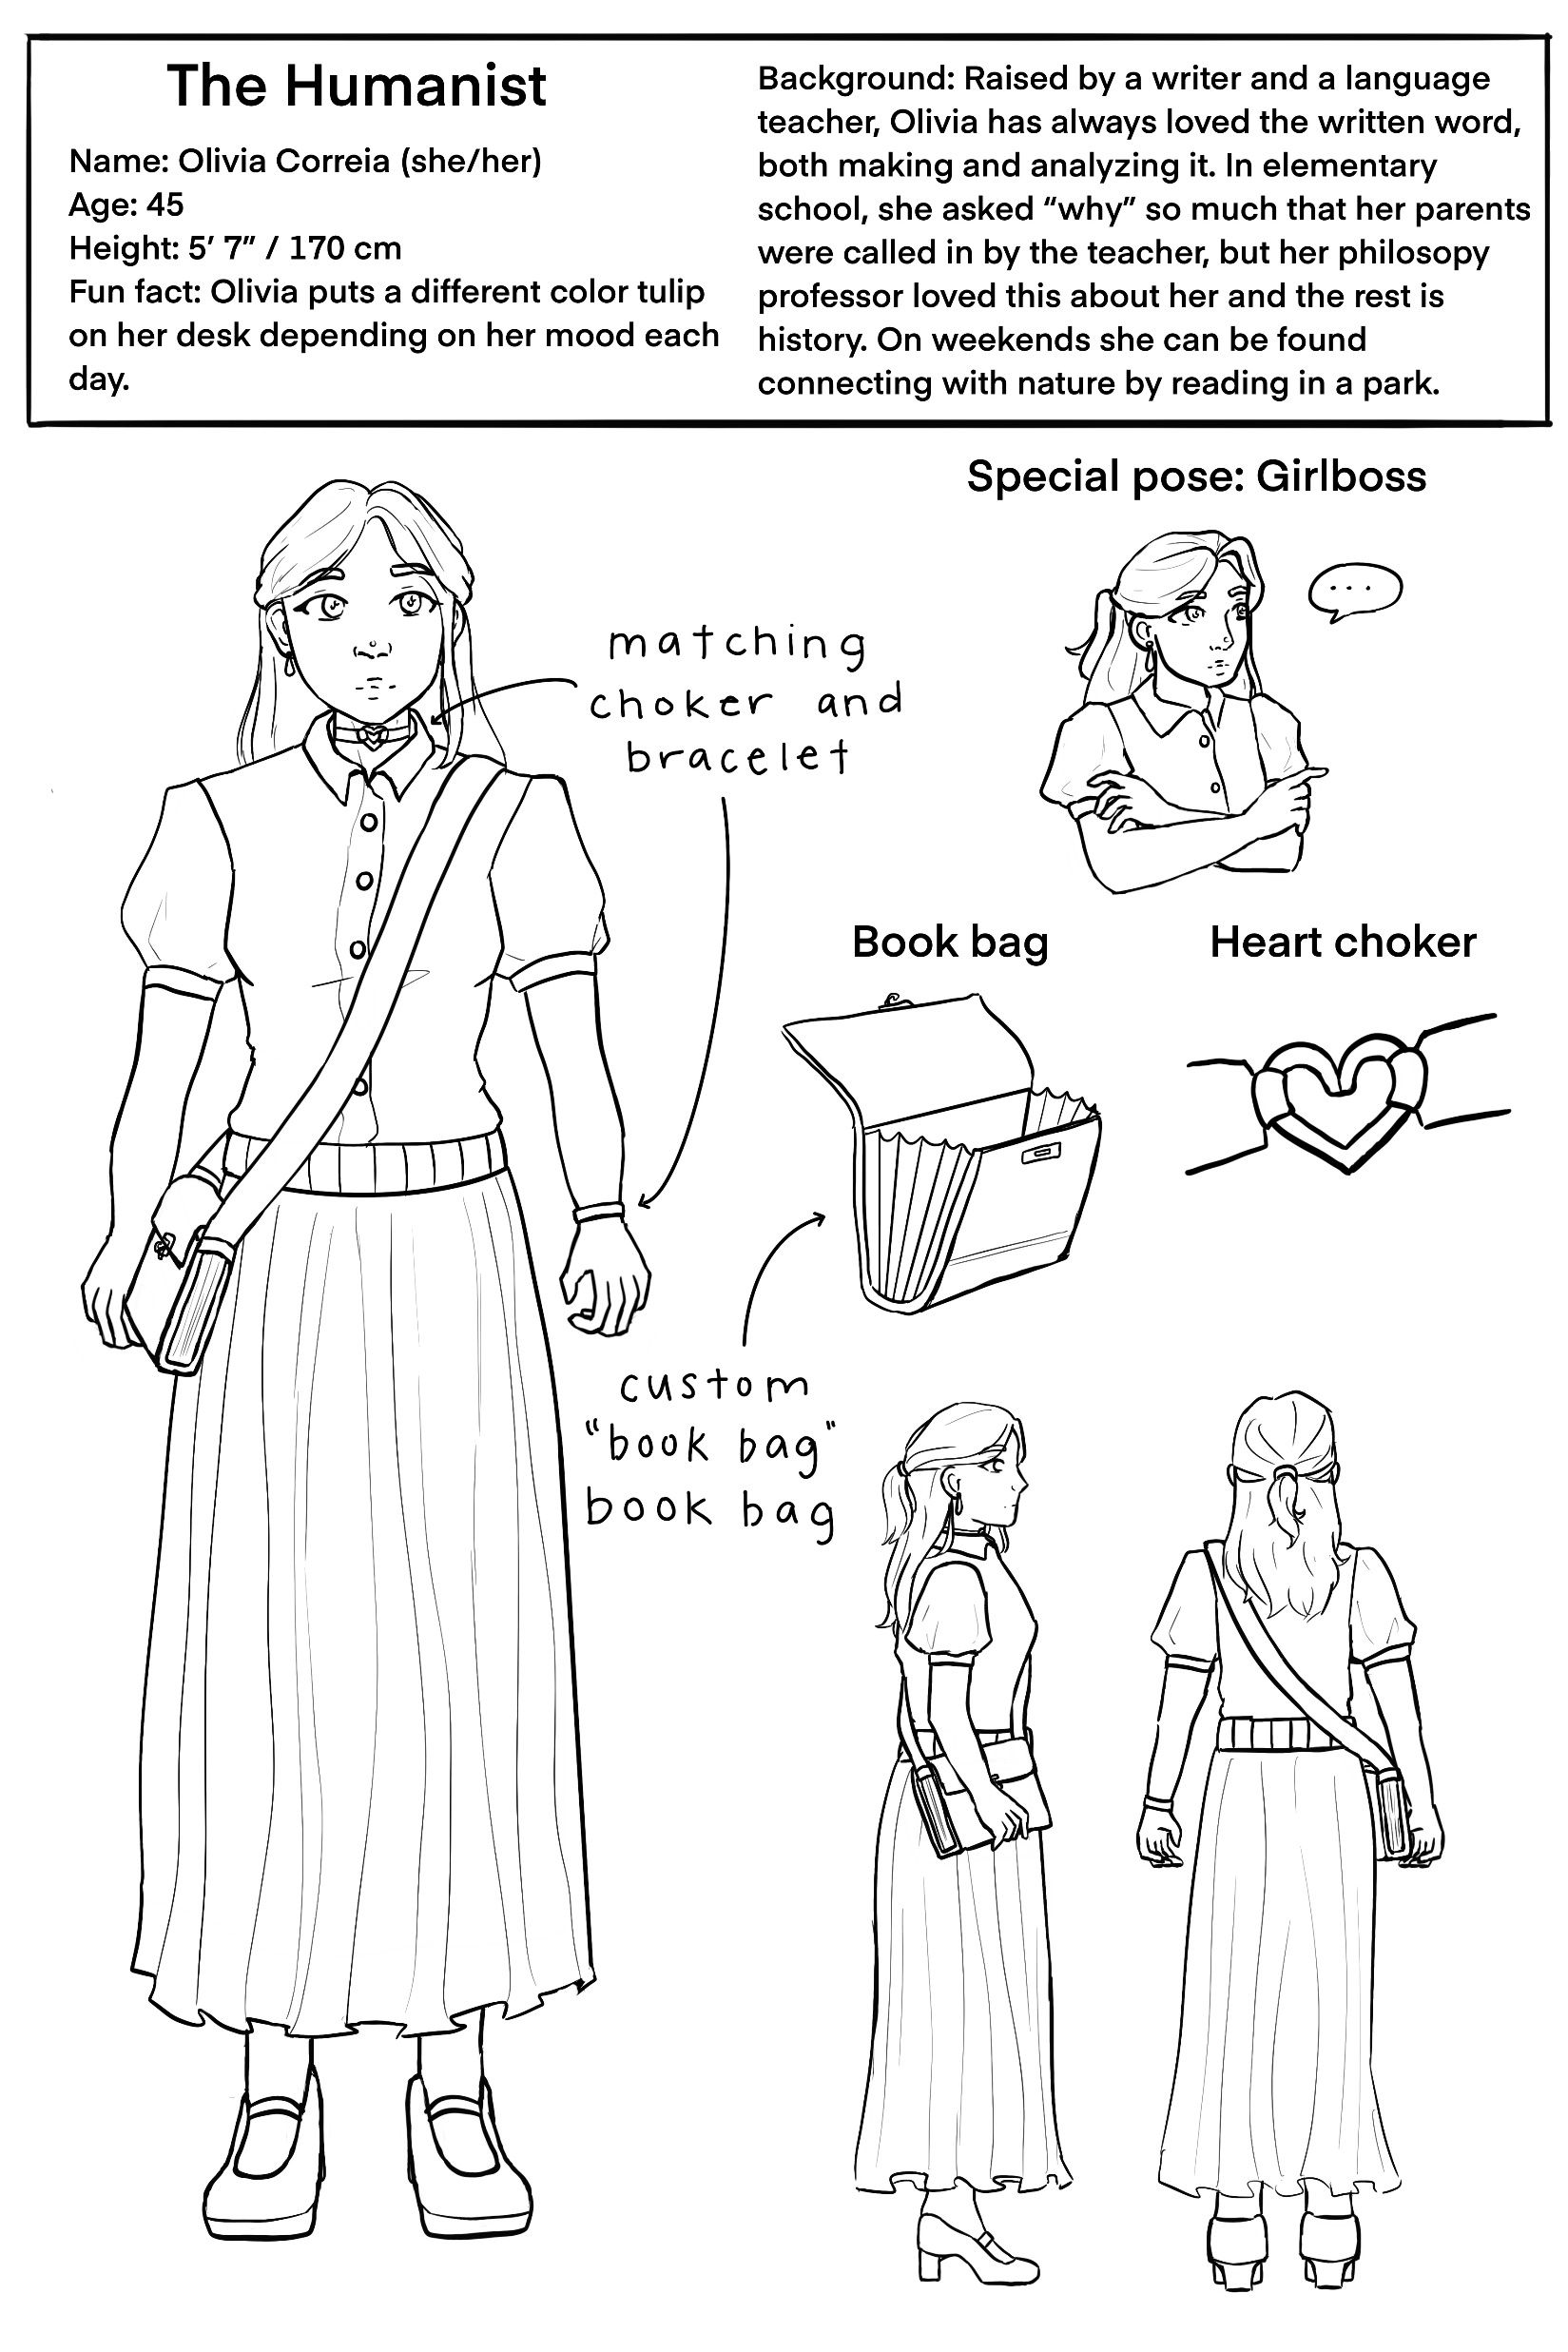 The Humanist
Name: Olivia Correia (she/her)
Age: 45
Height: 5’ 7” / 170 cm
Fun fact: Olivia puts a different color tulip
on her desk depending on her mood each
day.
Background: Raised by a writer and a language
teacher, Olivia has always loved the written word,
both making and analyzing it. In elementary
school, she asked “why” so much that her parents
were called in by the teacher, but her philosopy
professor loved this about her and the rest is
history. On weekends she can be found
connecting with nature by reading in a park.
Special pose: Girlboss
...
matching
choker and
bracelet
Book bag
Heart choker
custom
"book bag"
book bag